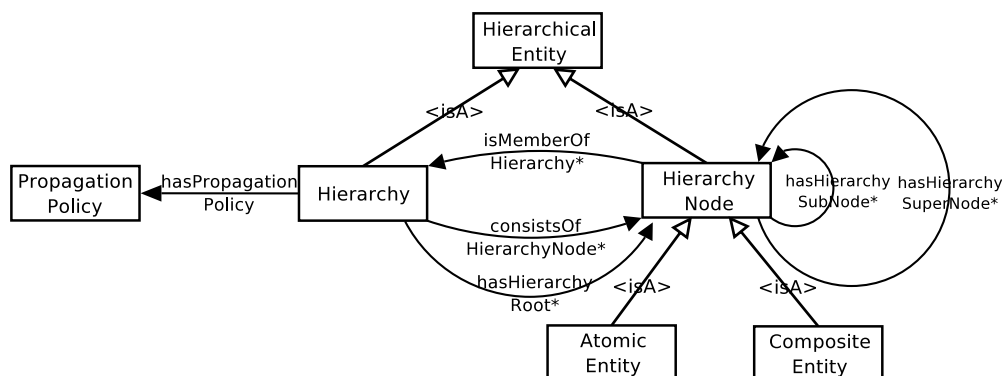 Hierarchical
Entity
<isA>
<isA>
isMemberOf
Hierarchy*
Propagation
Policy
hasPropagation
Policy
Hierarchy
Hierarchy
Node
hasHierarchy
SubNode*
hasHierarchy
SuperNode*
consistsOf
HierarchyNode*
hasHierarchy
Root*
<isA>
<isA>
Atomic
Entity
Composite
Entity